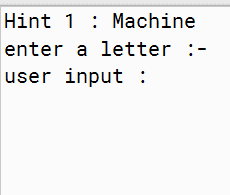 Hint 1 : Machine
enter a letter :-
user input :